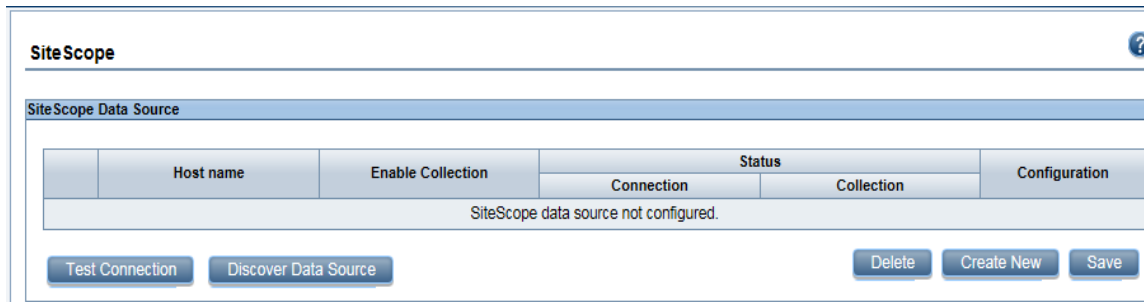 SiteScope
?
SiteScope Data Source
Host name Enable Collection Status Configuration
Connection Collection
SiteScope data source not configured.
Test Connection Discover Data Source Delete Create New Save